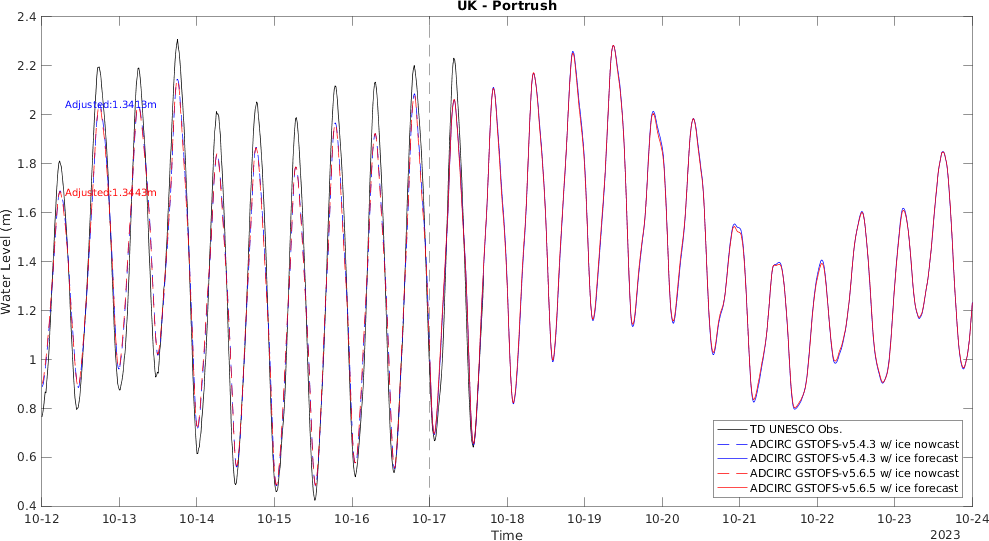 UK - Portrush
Water Level (m)
2.4
2.2
2
1.8
1.6
1.4
1.2
1
0.8
0.6
0.4
Adjusted:1.3413m
Adjusted:1.3443m
TD UNESCO Obs.
ADCIRC GSTOFS-v5.4.3 w/ ice nowcast
ADCIRC GSTOFS-v5.4.3 w/ ice forecast
ADCIRC GSTOFS-v5.6.5 w/ ice nowcast
ADCIRC GSTOFS-v5.6.5 w/ ice forecast
10-12 10-13 10-14 10-15 10-16 10-17 10-18 10-19 10-20 10-21 10-22 10-23 10-24
Time
2023